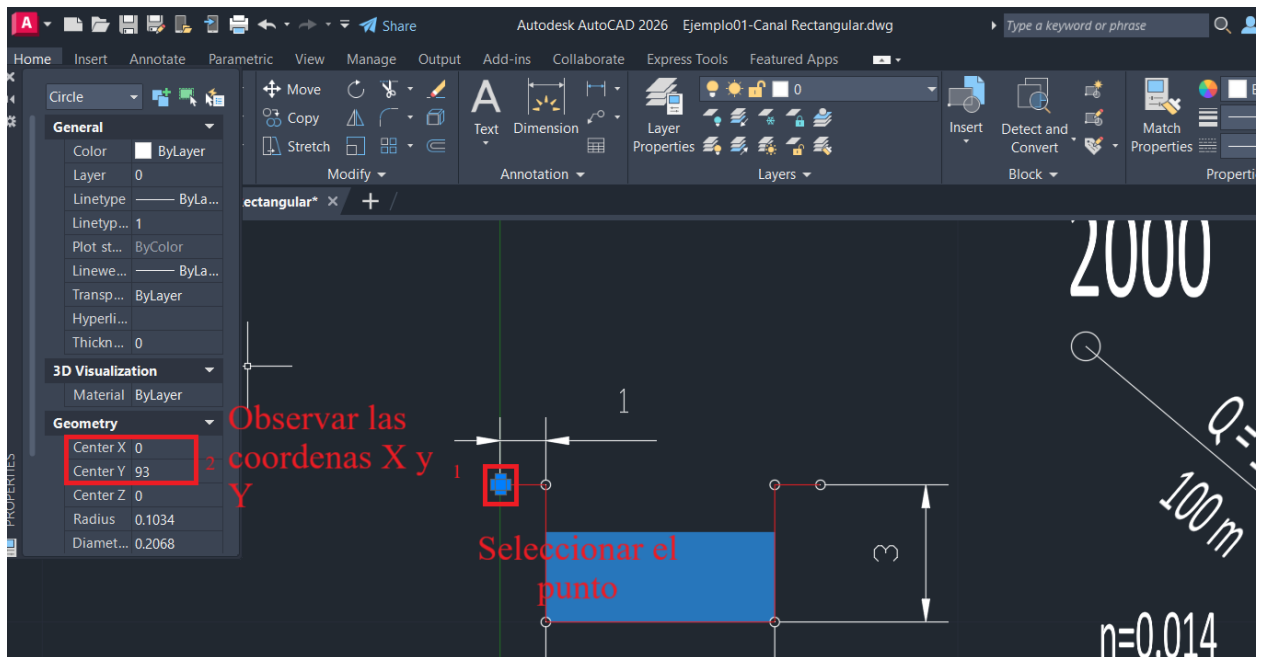 A Share Autodesk AutoCAD 2026 Ejemplo01-Canal Rectangular.dwg Type a keyword or phrase
Home Insert Annotate Parametric View Manage Output Add-ins Collaborate Express Tools Featured Apps
Circle
General
Color ByLayer
Layer 0
Linetype ByLa...
Linetyp... 1
Plot st... ByColor
Linewe... ByLa...
Transp... ByLayer
Hyperli...
Thickn... 0
3D Visualization
Material ByLayer
Geometry
Center X 0
Center Y 93
Center Z 0
Radius 0.1034
Diamet... 0.2068
PROPERTIES
Move
Copy
Stretch
Modify
A
Text
Dimension
Annotation
Layer
Properties
0
Layers
Insert
Detect and
Convert
Block
Match
Properties
Properti
ectangular*
2000
1
Observar las
coordenas X y
Y
2
1
Seleccionar el
punto
3
Q=
100 m
n=0.014